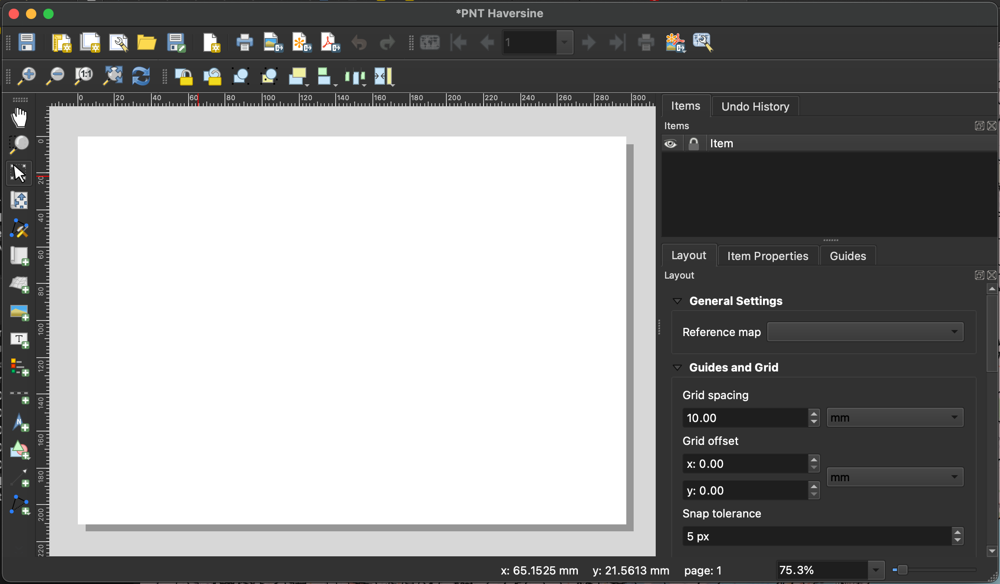 *PNT Haversine
1
1:1
0 20 40 60 80 100 120 140 160 180 200 220 240 260 280 300
Items Undo History
Items
Item
0
20
40
60
80
100
120
140
160
180
200
220
T
N
Layout Item Properties Guides
Layout
General Settings
Reference map
Guides and Grid
Grid spacing
10.00 mm
Grid offset
x: 0.00
mm
y: 0.00
Snap tolerance
5 px
x: 65.1525 mm y: 21.5613 mm page: 1 75.3%